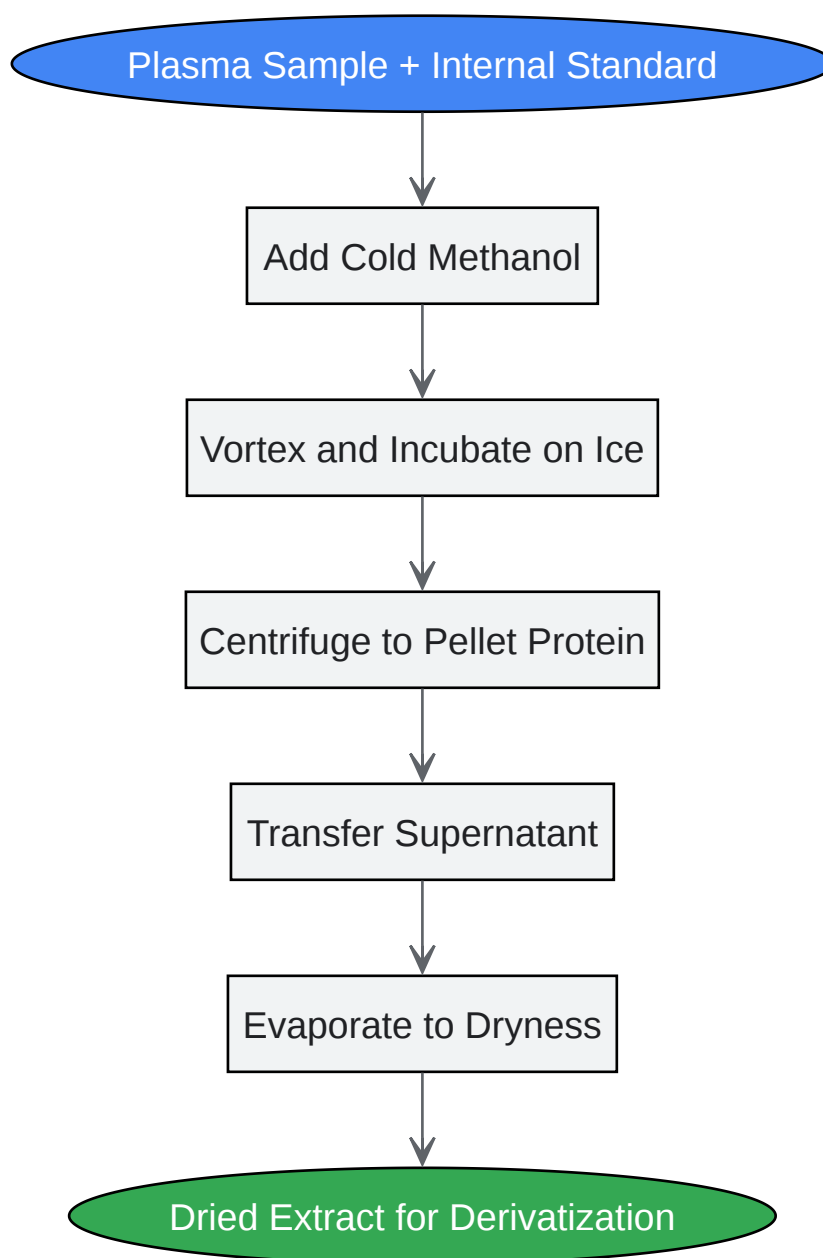 Plasma Sample + Internal Standard
Add Cold Methanol
Vortex and Incubate on Ice
Centrifuge to Pellet Protein
Transfer Supernatant
Evaporate to Dryness
Dried Extract for Derivatization